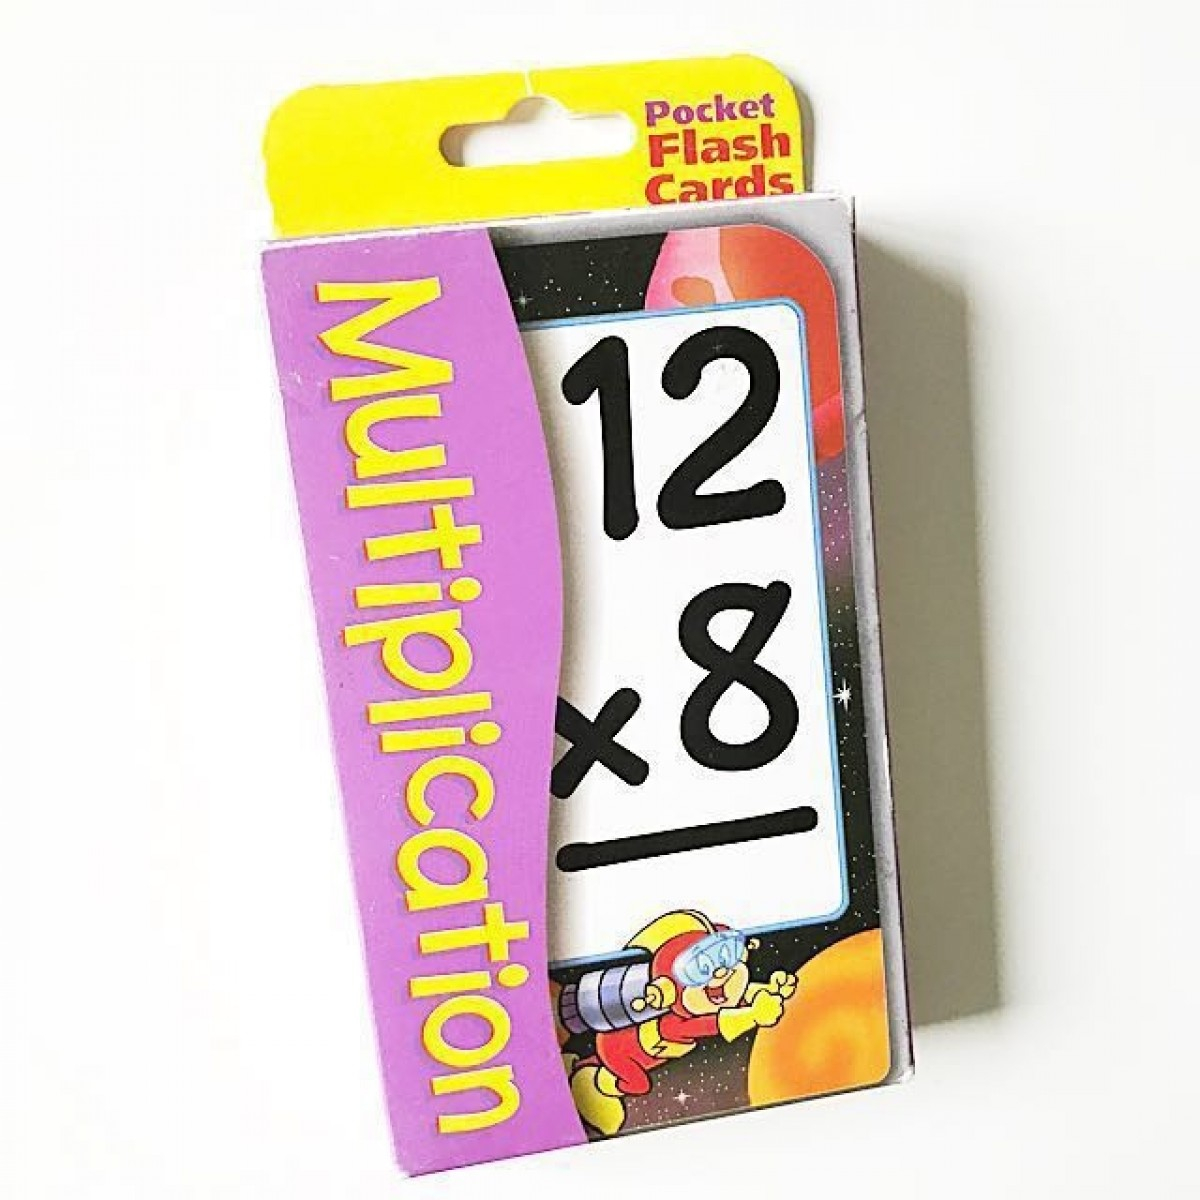 Pocket
Flash
Cards
Multiplication
12
×8